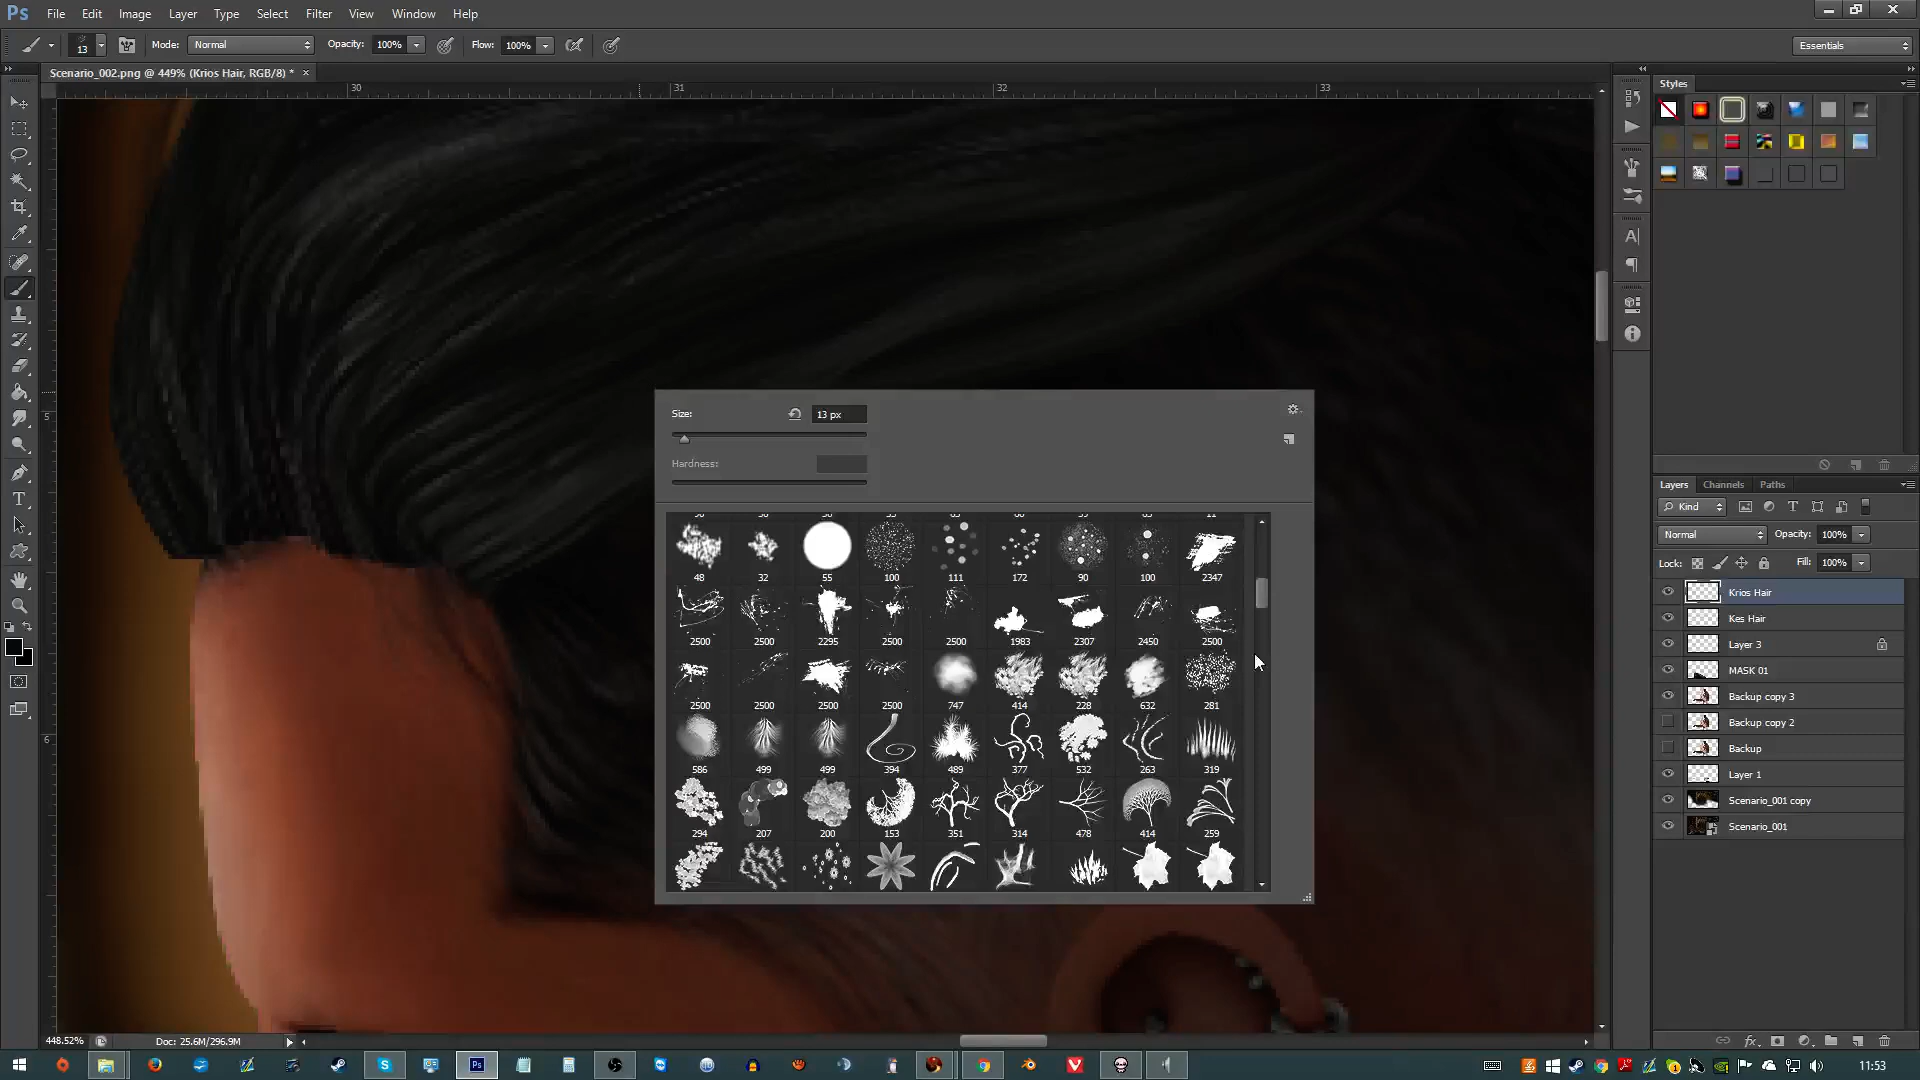 Ps File Edit Image Layer Type Select Filter 3D View Window Help
13 Mode: Normal Opacity: 100% Flow: 100% Essentials
Scenario_002.png @ 449% (Krios Hair, RGB/8) * ×
30 31 32 33
Styles
Size: 13 px
Hardness:
5
6
48 32 55 100 111 172 90 100 2347
2500 2500 2295 2500 2500 1983 2307 2450 2500
2500 2500 2500 2500 747 414 228 632 281
586 499 499 394 489 377 532 263 319
294 207 200 153 351 314 478 414 259
Layers Channels Paths
Kind
Normal Opacity: 100%
Lock: Fill: 100%
Krios Hair
Kes Hair
Layer 3
MASK 01
Backup copy 3
Backup copy 2
Backup
Layer 1
Scenario_001 copy
Scenario_001
448.52% Doc: 25.6M/296.9M
11:53